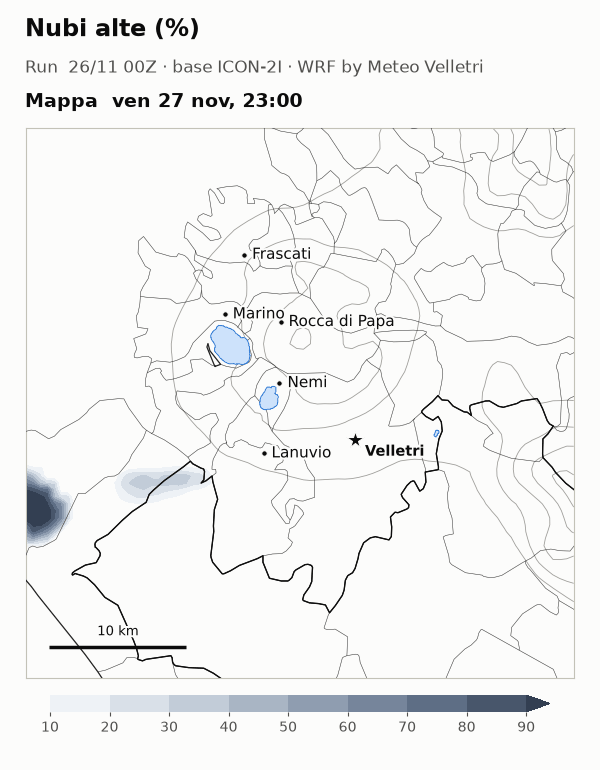 Nubi alte (%)
Run  26/11 00Z · base ICON-2I · WRF by Meteo Velletri
Mappa  ven 27 nov, 23:00
Frascati
Marino
Rocca di Papa
Nemi
Velletri
Lanuvio
10 km
10 20 30 40 50 60 70 80 90